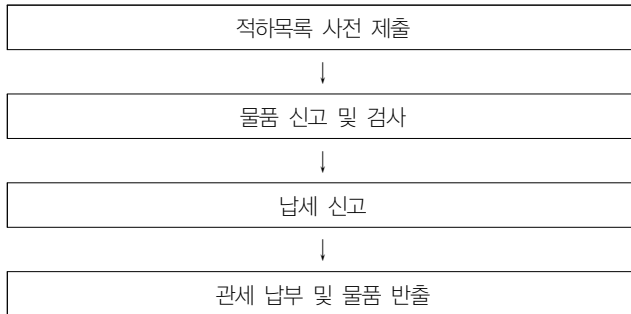 적하목록 사전 제출
↓
물품 신고 및 검사
↓
납세 신고
↓
관세 납부 및 물품 반출